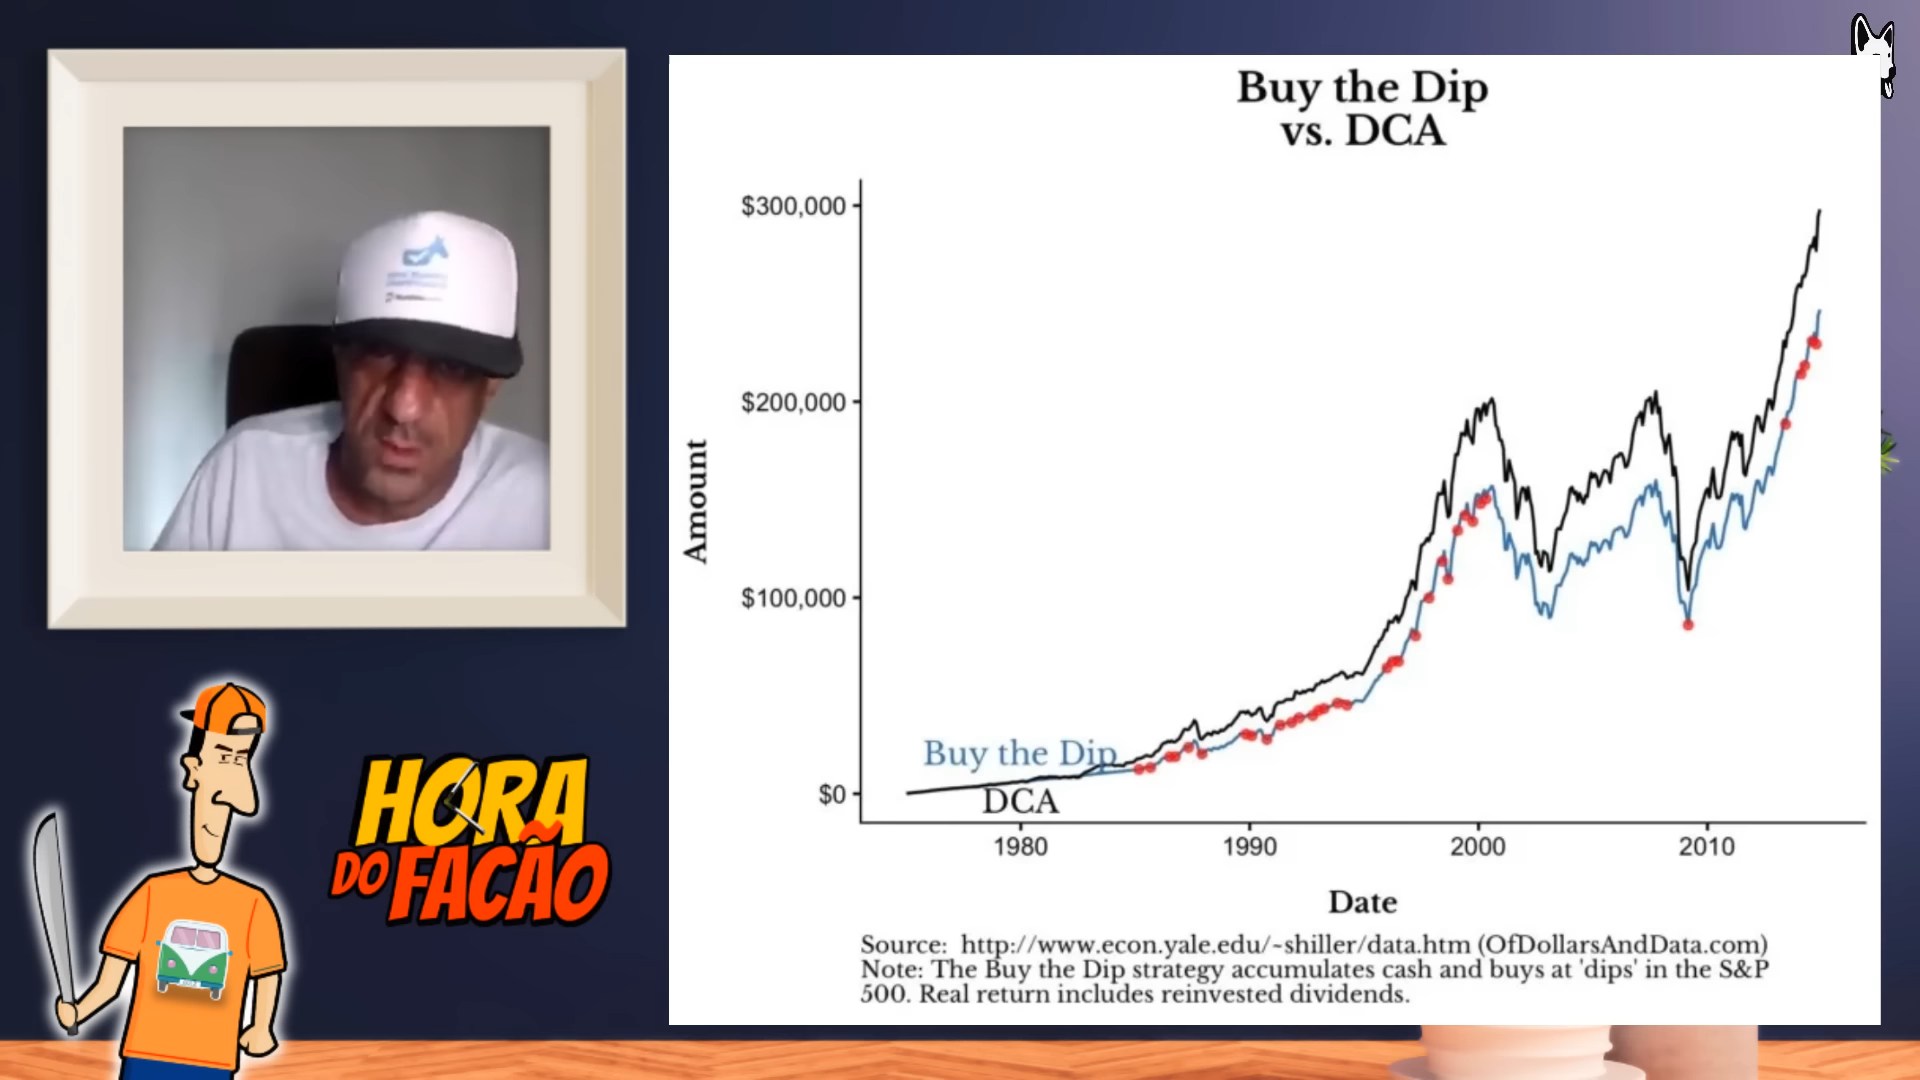 Buy the Dip
vs. DCA
$300,000
$200,000
$100,000
$0
Amount
Buy the Dip
DCA
1980
1990
2000
2010
Date
Source: http://www.econ.yale.edu/~shiller/data.htm (OfDollarsAndData.com)
Note: The Buy the Dip strategy accumulates cash and buys at 'dips' in the S&P
500. Real return includes reinvested dividends.
HORA
DO FACÃO